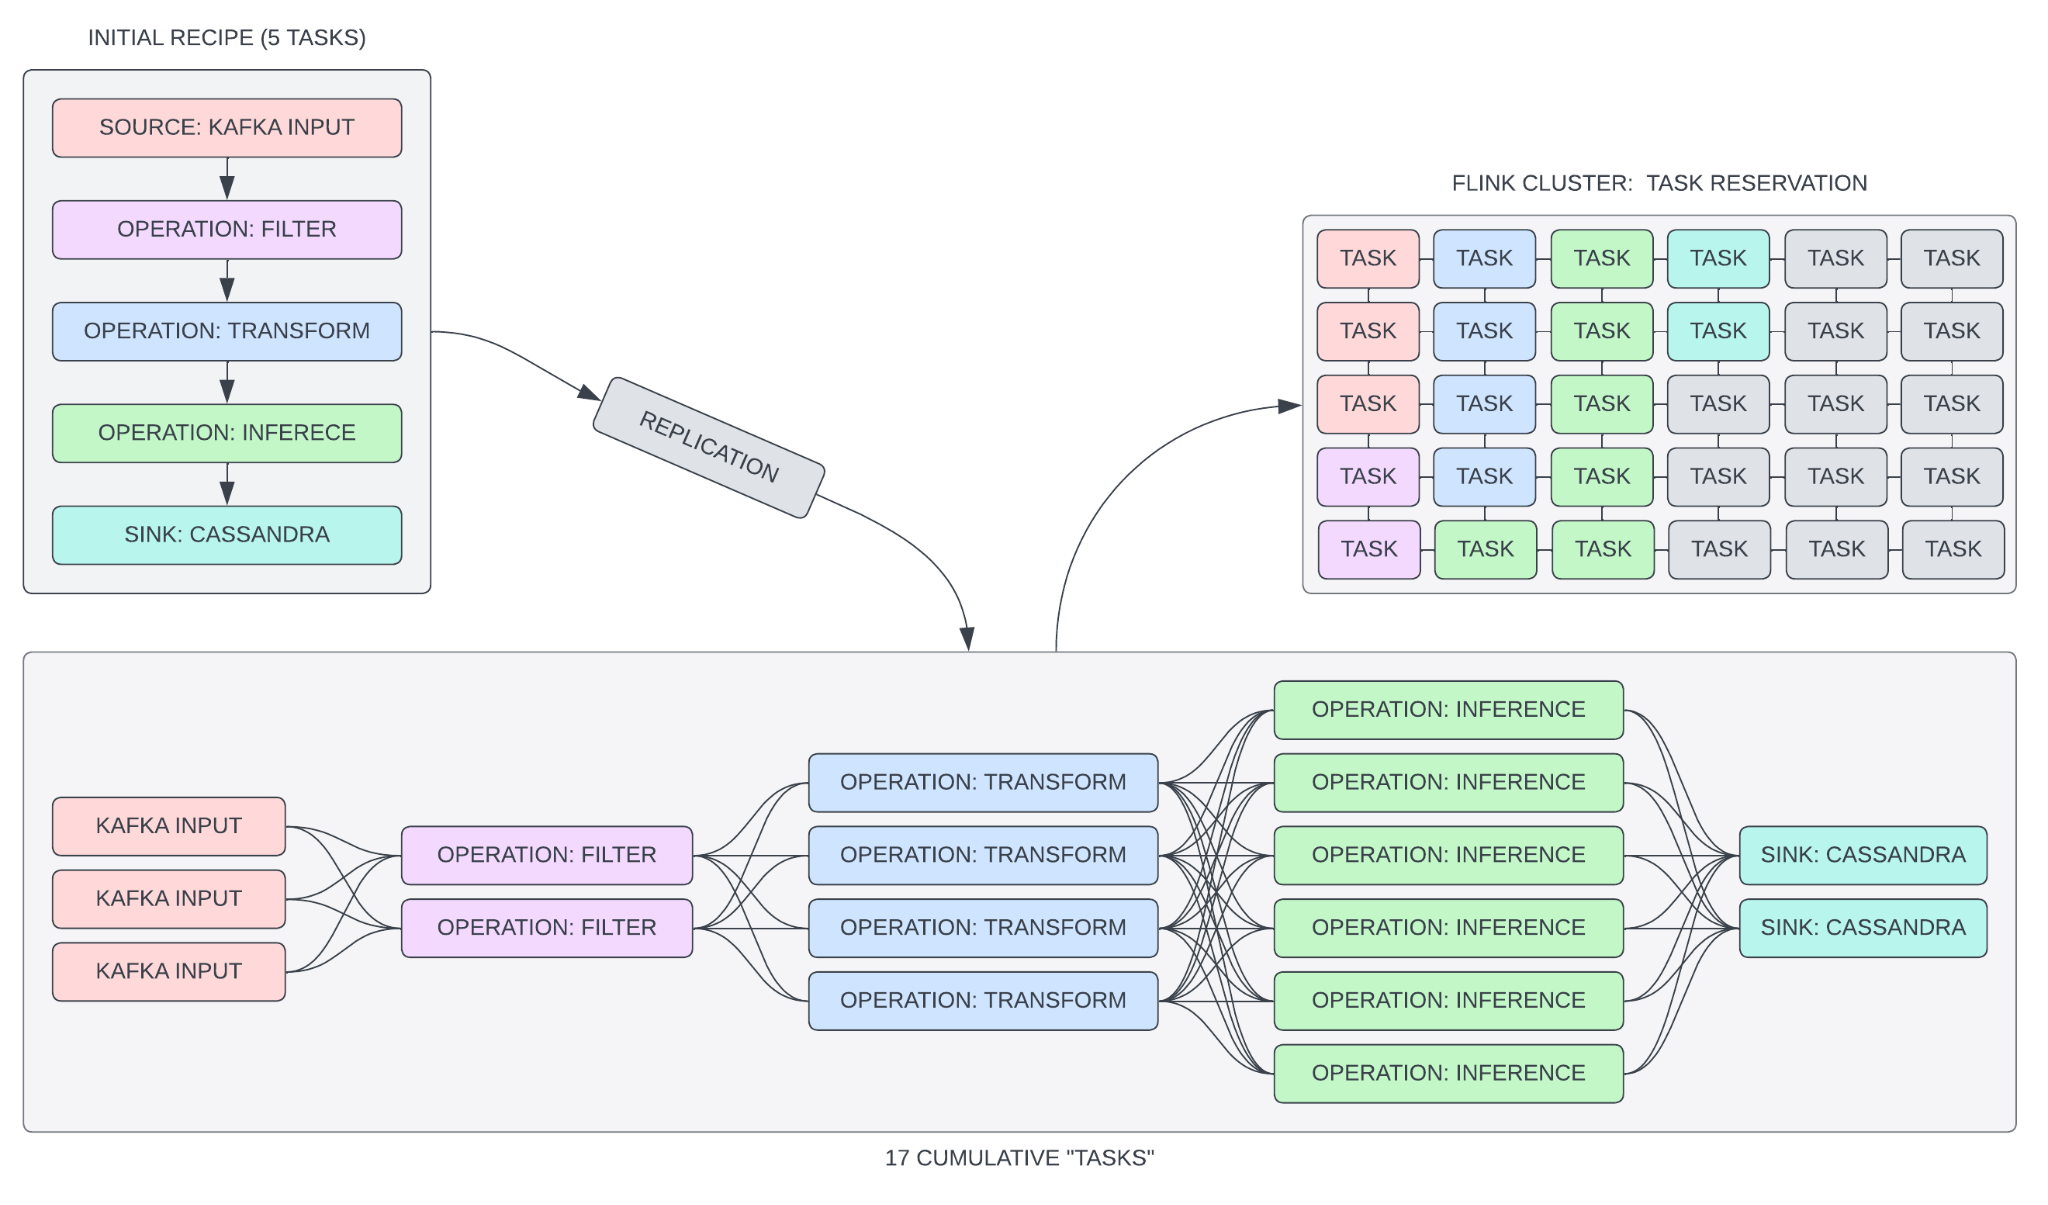 INITIAL RECIPE (5 TASKS)
SOURCE: KAFKA INPUT
OPERATION: FILTER
OPERATION: TRANSFORM
OPERATION: INFERECE
SINK: CASSANDRA
REPLICATION
FLINK CLUSTER:  TASK RESERVATION
TASK TASK TASK TASK TASK TASK
TASK TASK TASK TASK TASK TASK
TASK TASK TASK TASK TASK TASK
TASK TASK TASK TASK TASK TASK
TASK TASK TASK TASK TASK TASK
KAFKA INPUT
KAFKA INPUT
KAFKA INPUT
OPERATION: FILTER
OPERATION: FILTER
OPERATION: TRANSFORM
OPERATION: TRANSFORM
OPERATION: TRANSFORM
OPERATION: TRANSFORM
OPERATION: INFERENCE
OPERATION: INFERENCE
OPERATION: INFERENCE
OPERATION: INFERENCE
OPERATION: INFERENCE
OPERATION: INFERENCE
SINK: CASSANDRA
SINK: CASSANDRA
17 CUMULATIVE "TASKS"